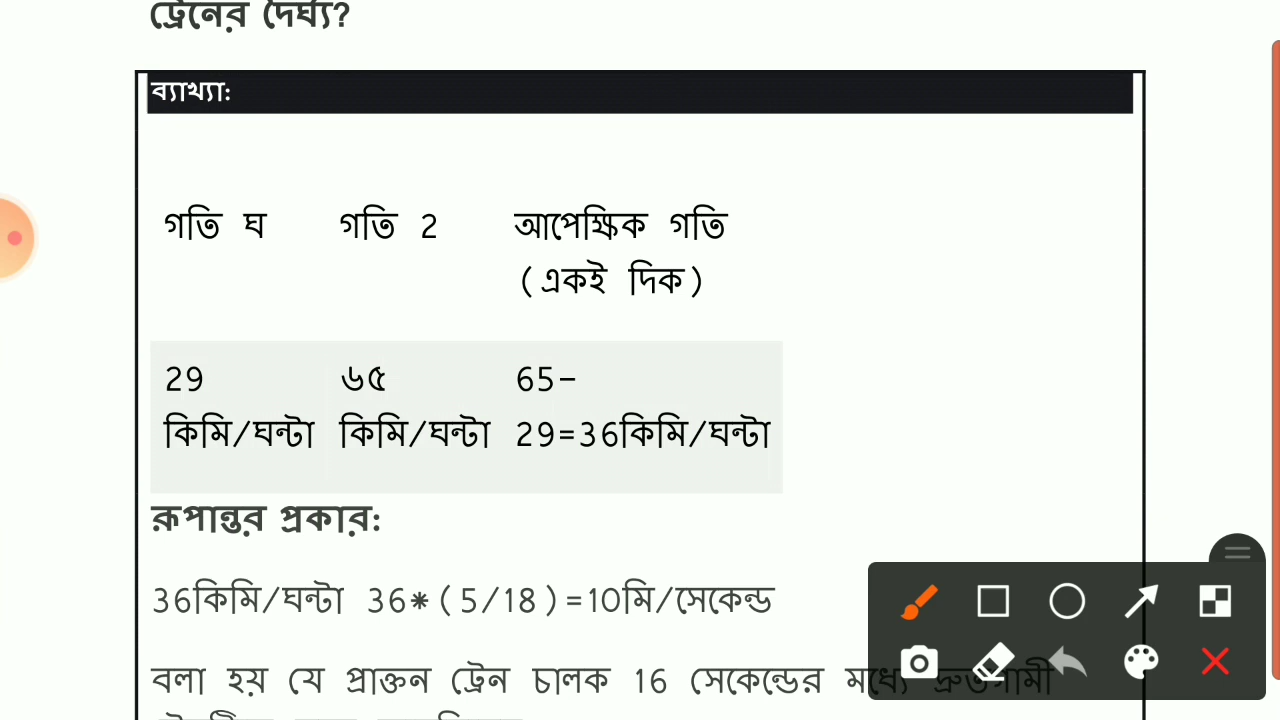 ট্রেনের দৈর্ঘ্য?
ব্যাখ্যা:
গতি ঘ গতি 2 আপেক্ষিক গতি
(একই দিক)
29 ৬৫ 65-
কিমি/ঘন্টা কিমি/ঘন্টা 29=36কিমি/ঘন্টা
রূপান্তর প্রকার:
36কিমি/ঘন্টা 36*(5/18)=10মি/সেকেন্ড
বলা হয় যে প্রাক্তন ট্রেন চালক 16 সেকেন্ডের মধ্যে দ্রুতগামী